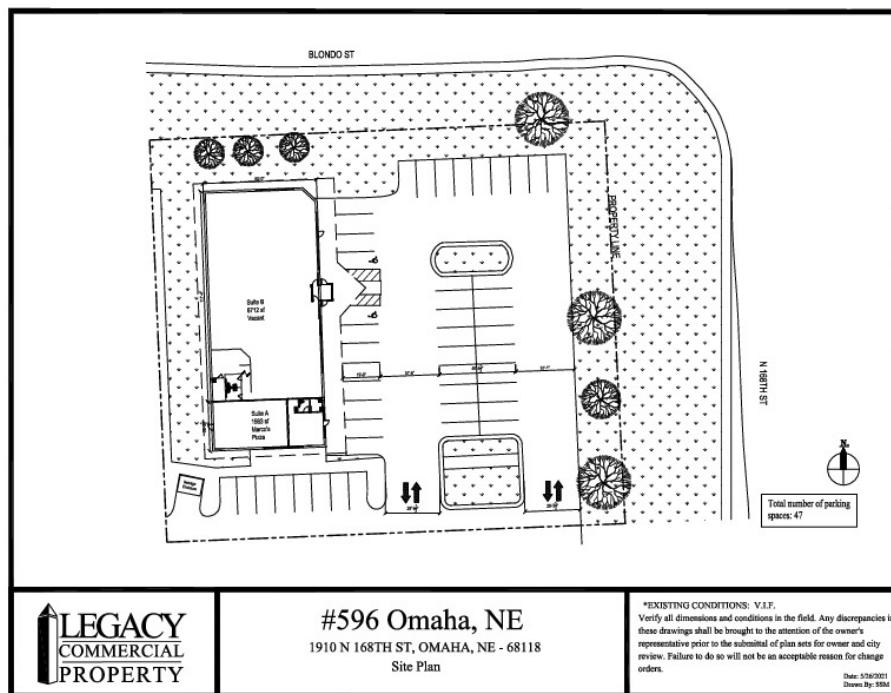 BLONDO ST
PROPERTY LINE
N 168TH ST
Suite B
6712 sf
Vacant
Suite A
1693 sf
Marco's
Pizza
N
Total number of parking
spaces: 47
LEGACY
COMMERCIAL
PROPERTY
#596 Omaha, NE
1910 N 168TH ST, OMAHA, NE - 68118
Site Plan
*EXISTING CONDITIONS: V.I.F.
Verify all dimensions and conditions in the field. Any discrepancies in
these drawings shall be brought to the attention of the owner's
representative prior to the submittal of plan sets for owner and city
review. Failure to do so will not be an acceptable reason for change
orders.
Date: 5/26/2021
Drawn By: SSM